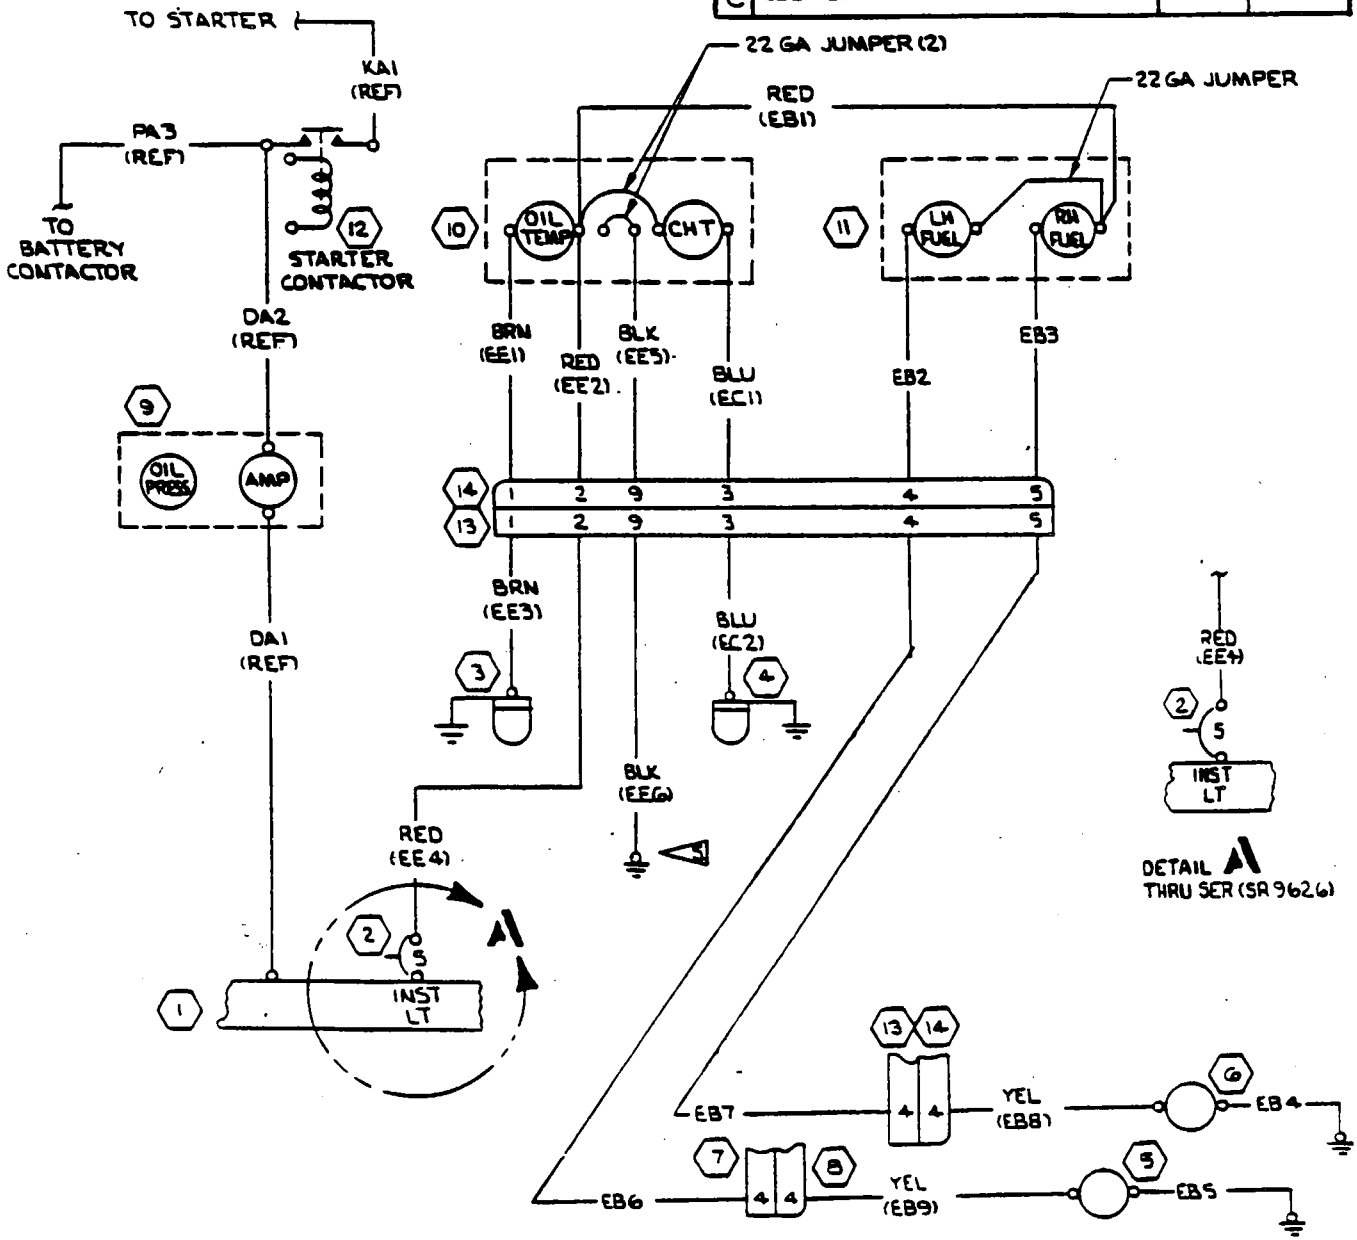 TO STARTER
C
22 GA JUMPER (2)
KA1
(REF)
RED
(EB1)
22 GA JUMPER
PA3
(REF)
TO
BATTERY
CONTACTOR
12
STARTER
CONTACTOR
10
OIL
TEMP
CHT
11
LH
FUEL
RH
FUEL
DA2
(REF)
BRN
(EE1)
RED
(EE2)
BLK
(EE5)
BLU
(EC1)
EB2
EB3
9
OIL
PRESS
AMP
14
1 2 9 3 4 5
13
1 2 9 3 4 5
BRN
(EE3)
BLU
(EC2)
DA1
(REF)
3
4
RED
(EE4)
2
5
INST
LT
BLK
(EE6)
5
RED
(EE4)
DETAIL A
THRU SER (SR 9626)
2
5
A
1
INST
LT
13 14
6
EB7
4 4
YEL
(EB8)
EB4
7
8
5
EB6
4 4
YEL
(EB9)
EB5